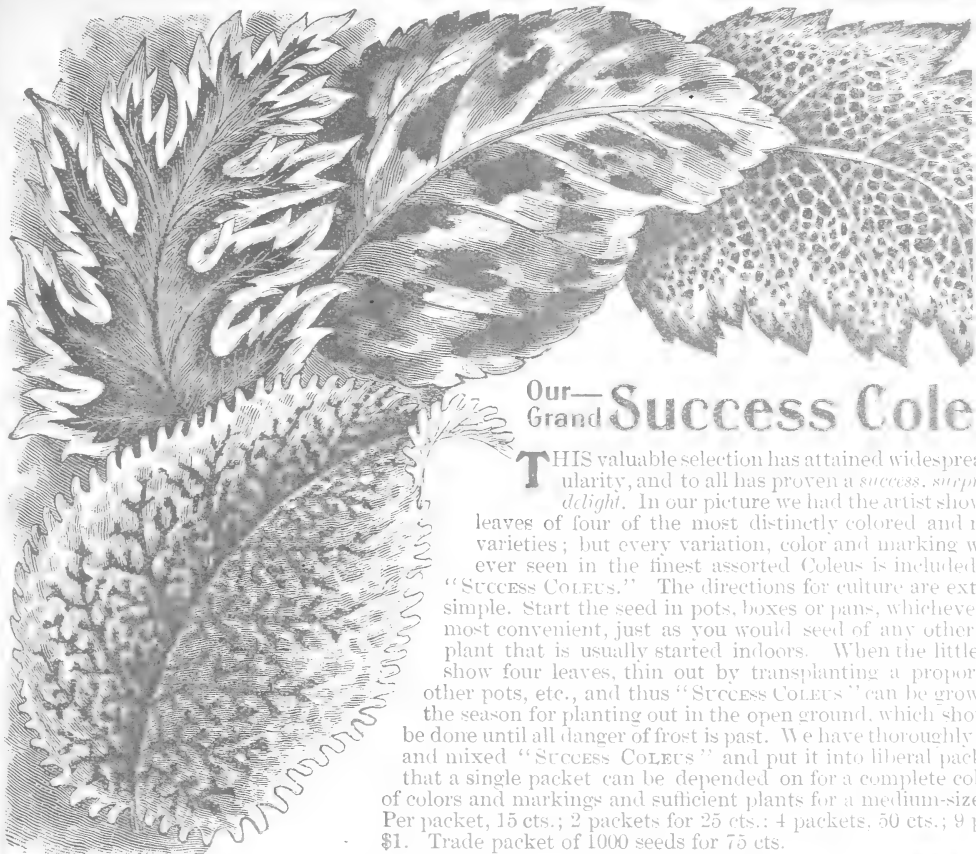 Our—
Grand Success Cole
THIS valuable selection has attained widesprea
ularity, and to all has proven a success, surpr
delight. In our picture we had the artist sho
leaves of four of the most distinctly colored and
varieties; but every variation, color and marking w
ever seen in the finest assorted Coleus is included
"SUCCESS COLEUS." The directions for culture are ext
simple. Start the seed in pots, boxes or pans, whicheve
most convenient, just as you would seed of any other
plant that is usually started indoors. When the little
show four leaves, thin out by transplanting a propor
other pots, etc., and thus "SUCCESS COLEUS" can be grow
the season for planting out in the open ground, which sho
be done until all danger of frost is past. We have thoroughly
and mixed "SUCCESS COLEUS" and put it into liberal pack
that a single packet can be depended on for a complete col
of colors and markings and sufficient plants for a medium-size
Per packet, 15 cts.; 2 packets for 25 cts.: 4 packets. 50 cts.; 9 p
$1. Trade packet of 1000 seeds for 75 cts.